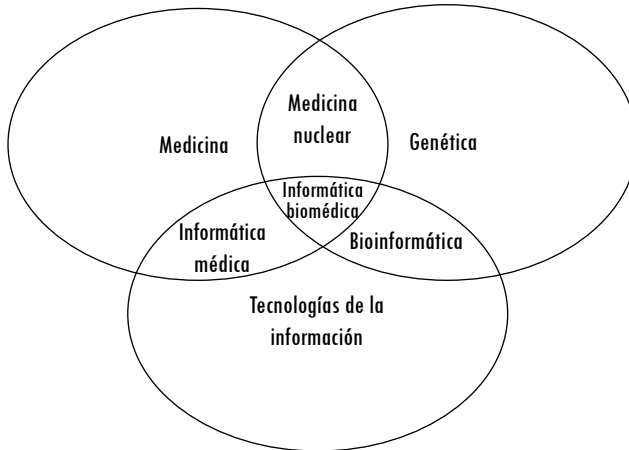 Medicina
nuclear
Medicina
Genética
Informática
biomédica
Informática
médica
Bioinformática
Tecnologías de la
información